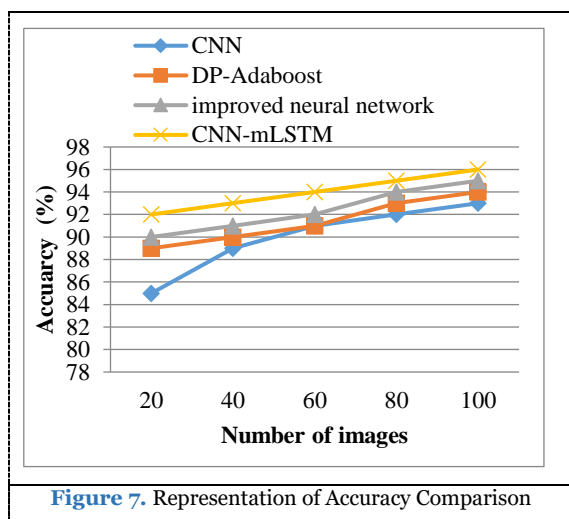 CNN
DP-Adaboost
improved neural network
CNN-mLSTM
98
96
94
92
90
88
86
84
82
80
78
Accuarcy (%)
20 40 60 80 100
Number of images
Figure 7. Representation of Accuracy Comparison